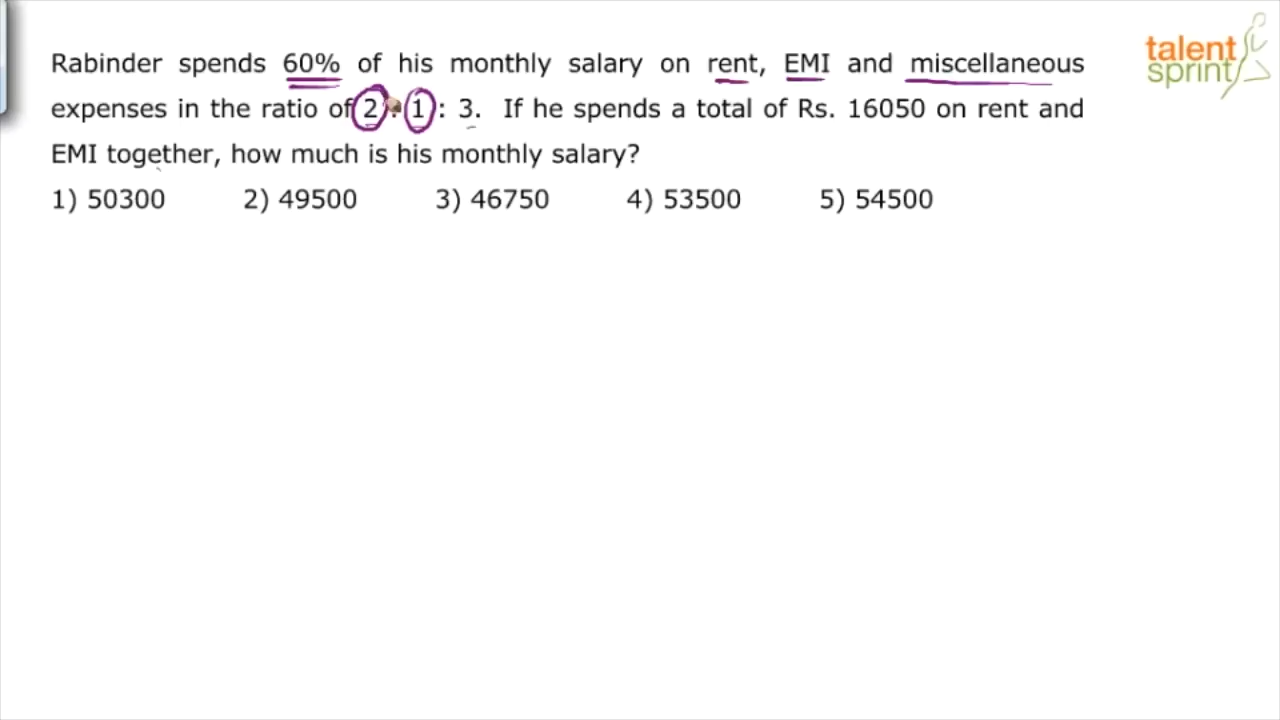 talent
sprint
Rabinder spends 60% of his monthly salary on rent, EMI and miscellaneous
expenses in the ratio of 2 : 1 : 3. If he spends a total of Rs. 16050 on rent and
EMI together, how much is his monthly salary?
1) 50300 2) 49500 3) 46750 4) 53500 5) 54500